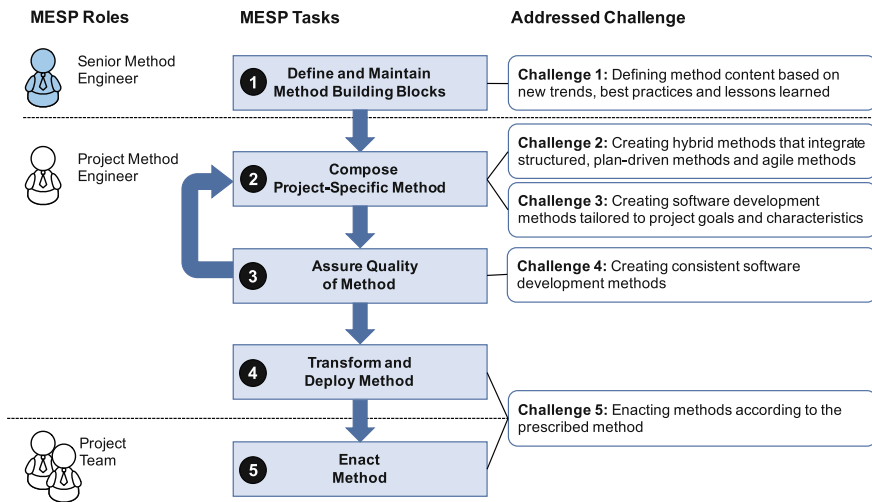 MESP Roles
MESP Tasks
Addressed Challenge
Senior Method
Engineer
1
Define and Maintain
Method Building Blocks
Challenge 1: Defining method content based on
new trends, best practices and lessons learned
Project Method
Engineer
2
Compose
Project-Specific Method
Challenge 2: Creating hybrid methods that integrate
structured, plan-driven methods and agile methods
Challenge 3: Creating software development
methods tailored to project goals and characteristics
3
Assure Quality
of Method
Challenge 4: Creating consistent software
development methods
4
Transform and
Deploy Method
Challenge 5: Enacting methods according to the
prescribed method
Project
Team
5
Enact
Method